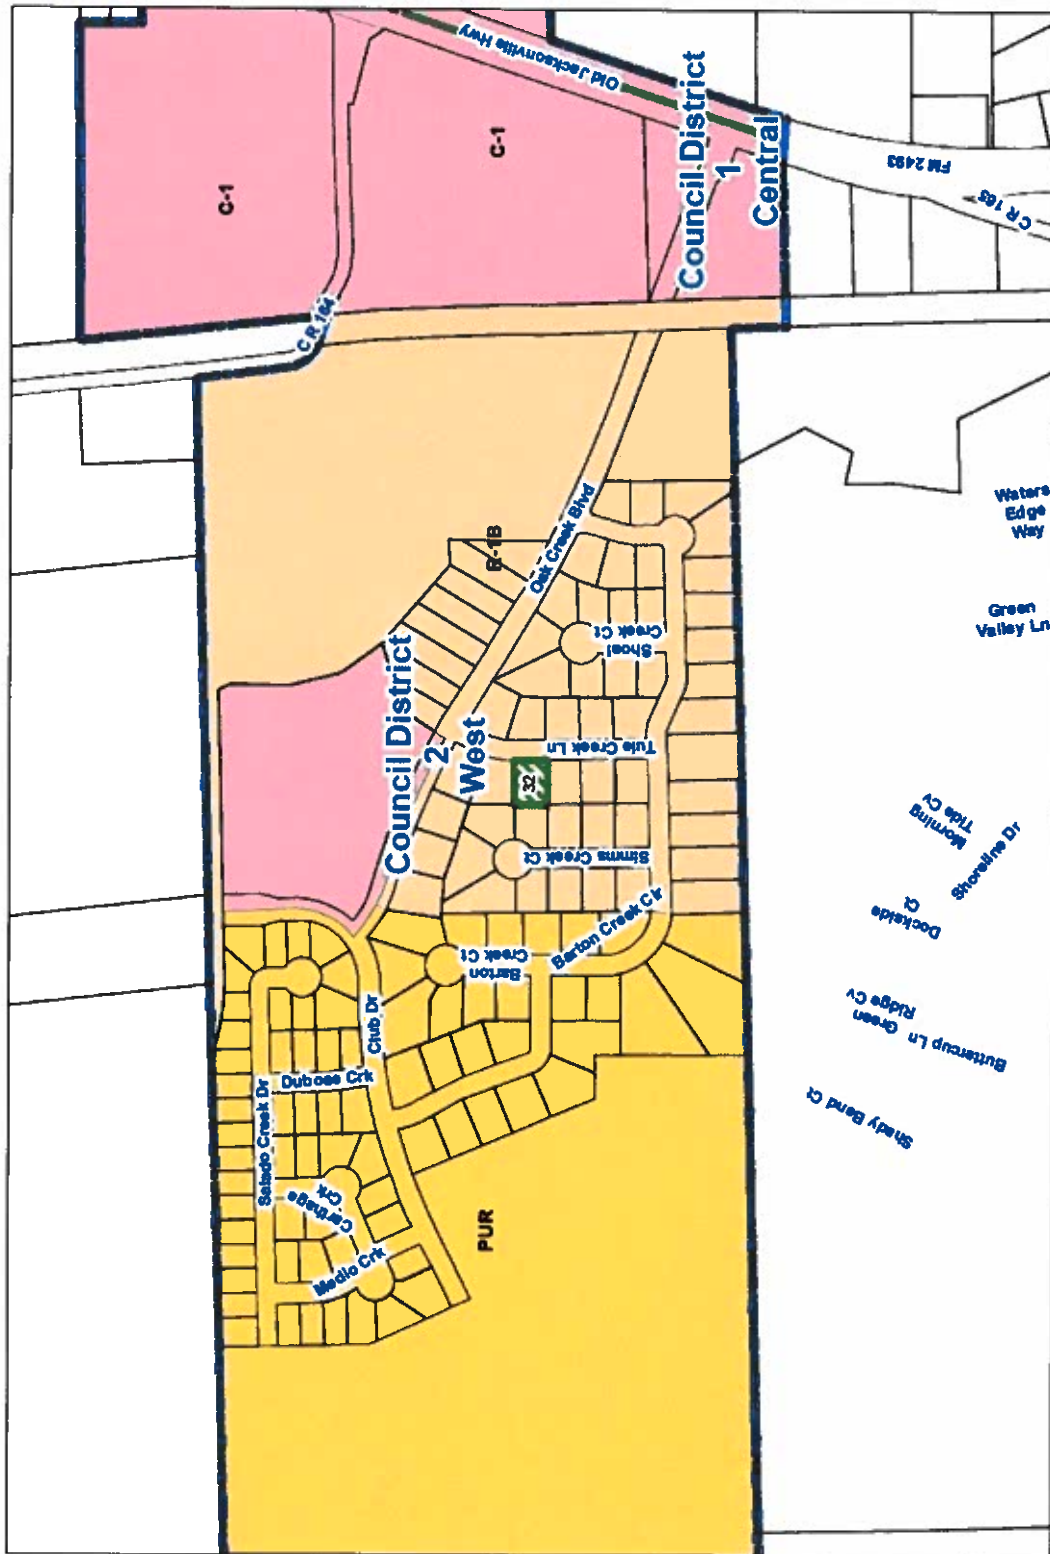 Old Jacksonville Hwy
C-1
C-1
Council District
1
Central
FM 2493
C R 165
C R 164
Waters
Edge
Way
Oak Creek Blvd
R-1B
Green
Valley Ln
Shoal
Creek Ct
Council District
2
West
Tule Creek Ln
32
Simms Creek Ct
Morning
Tide Cv
Shoreline Dr
Dockside
Ct
Barton Creek Cir
Barton
Creek Ct
Club Dr
Green
Ridge Cv
Buttercup Ln
Dubose Crk
Salado Creek Dr
Shady Bend Ct
Carthage
Crk
Medio Crk
PUR